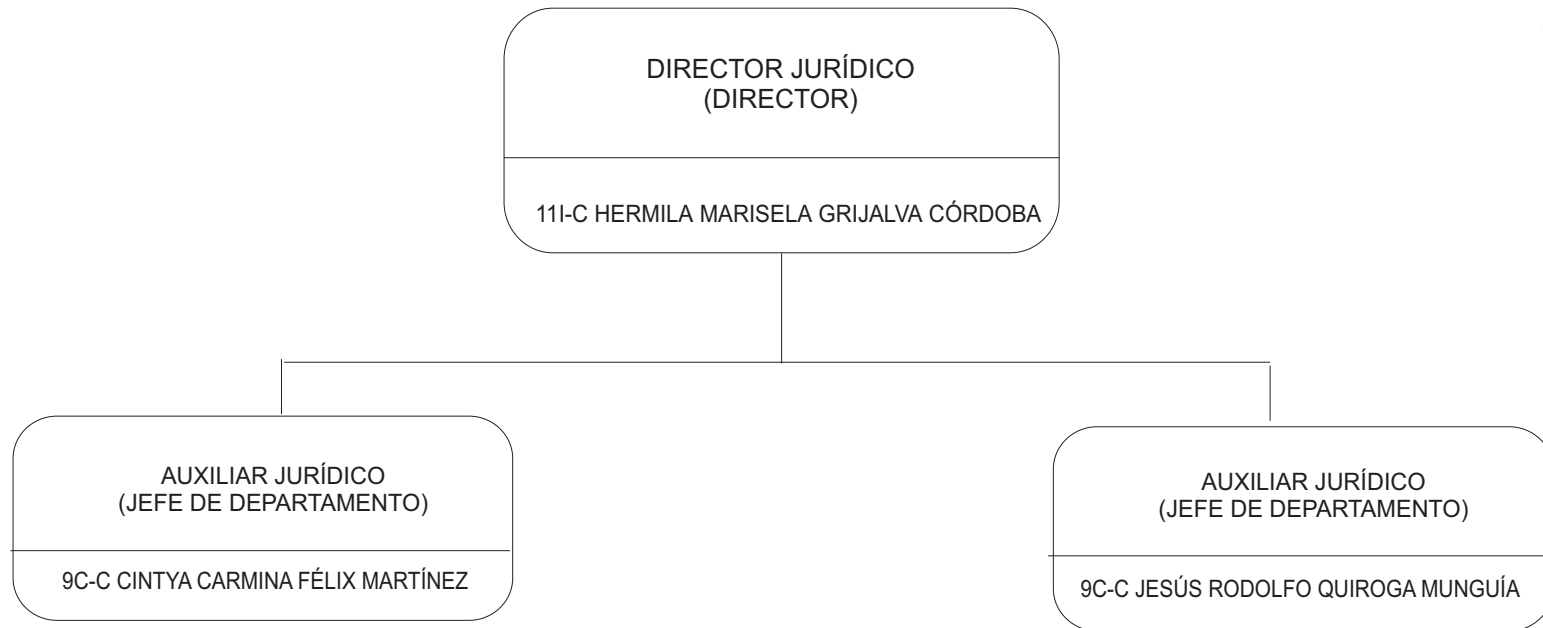 DIRECTOR JURÍDICO
(DIRECTOR)
11I-C HERMILA MARISELA GRIJALVA CÓRDOBA
AUXILIAR JURÍDICO
(JEFE DE DEPARTAMENTO)
9C-C CINTYA CARMINA FÉLIX MARTÍNEZ
AUXILIAR JURÍDICO
(JEFE DE DEPARTAMENTO)
9C-C JESÚS RODOLFO QUIROGA MUNGUÍA